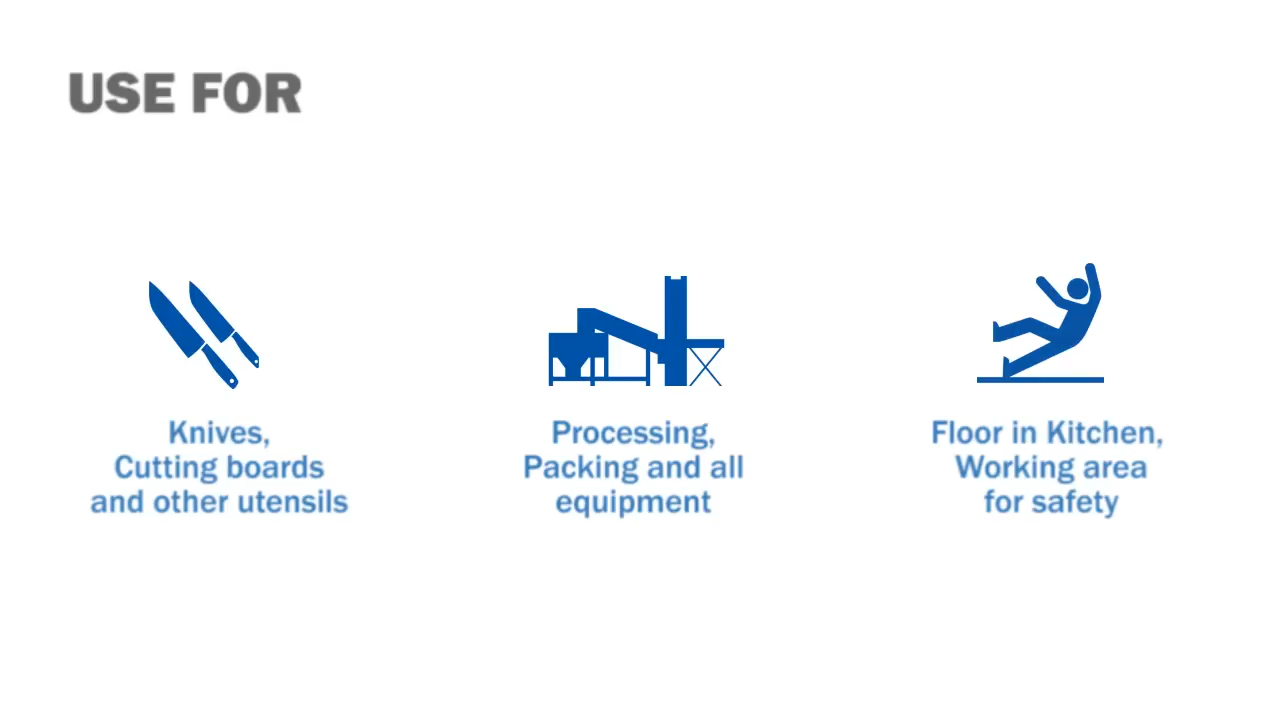 USE FOR
Knives,
Cutting boards
and other utensils
Processing,
Packing and all
equipment
Floor in Kitchen,
Working area
for safety